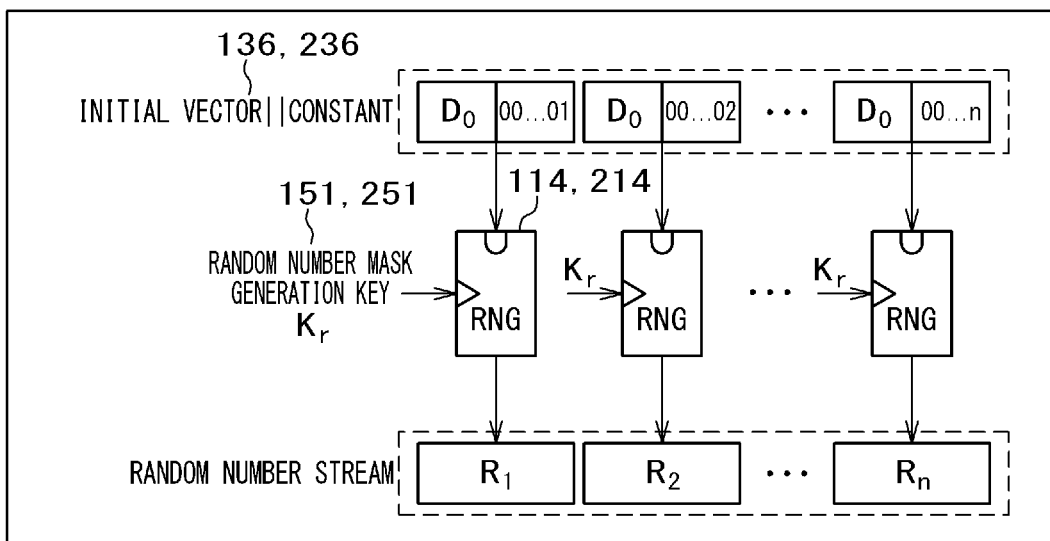 136, 236
INITIAL VECTOR||CONSTANT D0 00...01 D0 00...02 ... D0 00...n
151, 251 114, 214
RANDOM NUMBER MASK
GENERATION KEY
Kr
Kr ... Kr
RNG RNG RNG
RANDOM NUMBER STREAM R1 R2 ... Rn